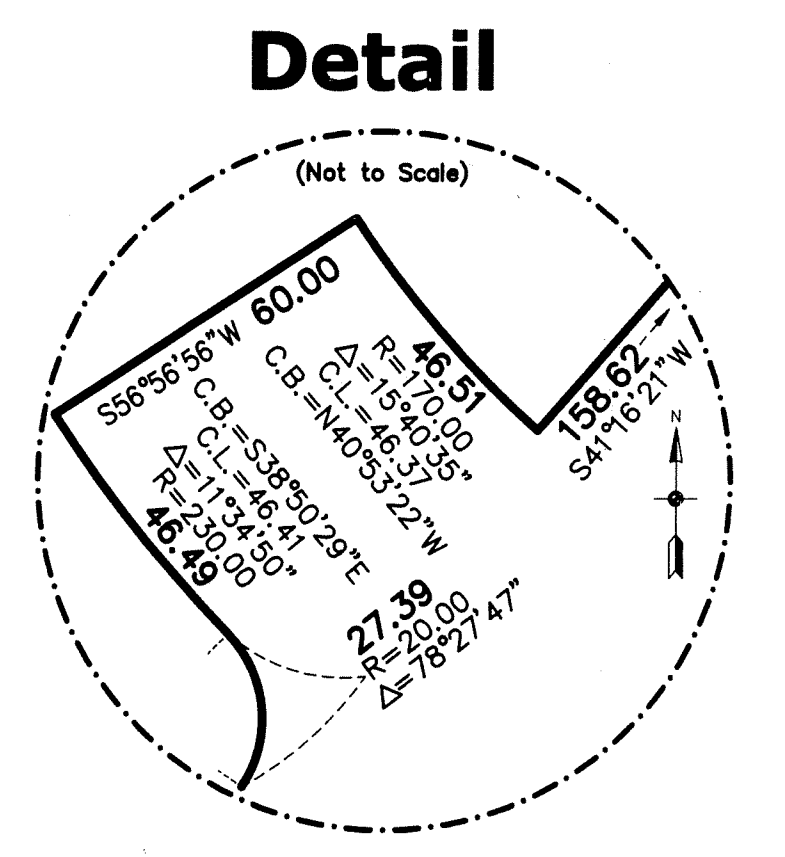 Detail
(Not to Scale)
S56°56'56"W 60.00
46.51
R=170.00
Δ=15°40'35"
C.L.=46.37
C.B.=N40°53'22"W
158.62
S41°16'21"W
N
C.B.=S38°50'29"E
C.L.=46.41
Δ=11°34'50"
R=230.00
46.49
27.39
R=20.00
Δ=78°27'47"